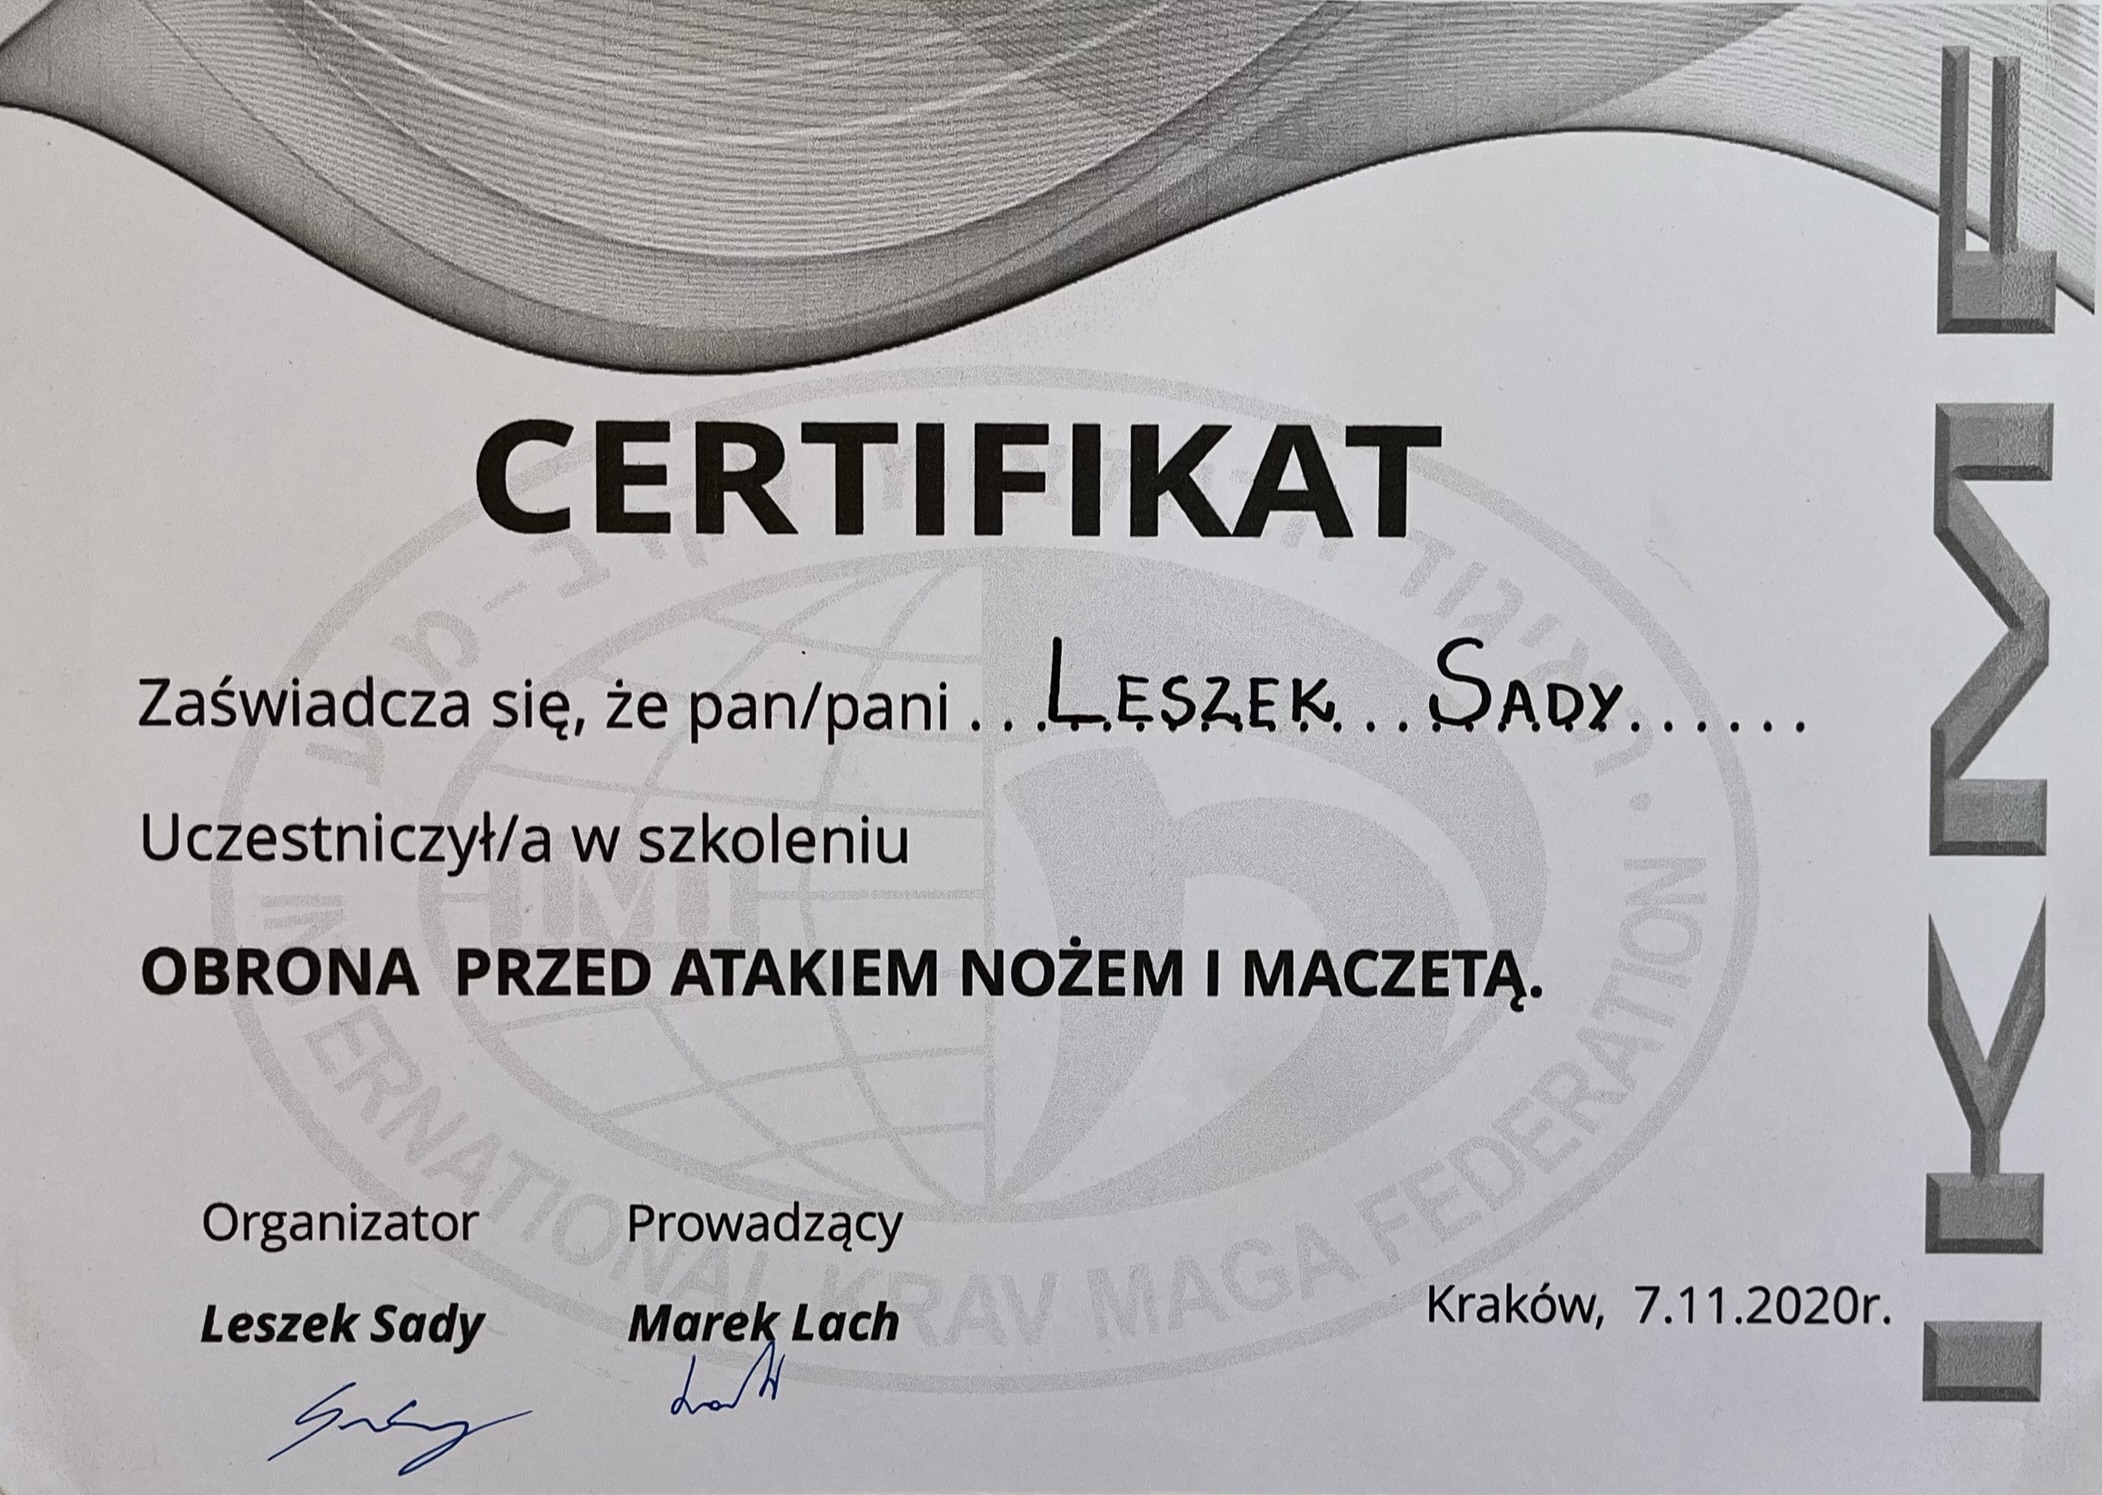 CERTIFIKAT
Zaświadcza się, że pan/pani ... LESZEK ... SADY ......
Uczestniczył/a w szkoleniu
OBRONA PRZED ATAKIEM NOŻEM I MACZETĄ.
Organizator Prowadzący
Leszek Sady Marek Lach
Kraków, 7.11.2020r.
IKMF
INTERNATIONAL KRAV MAGA FEDERATION